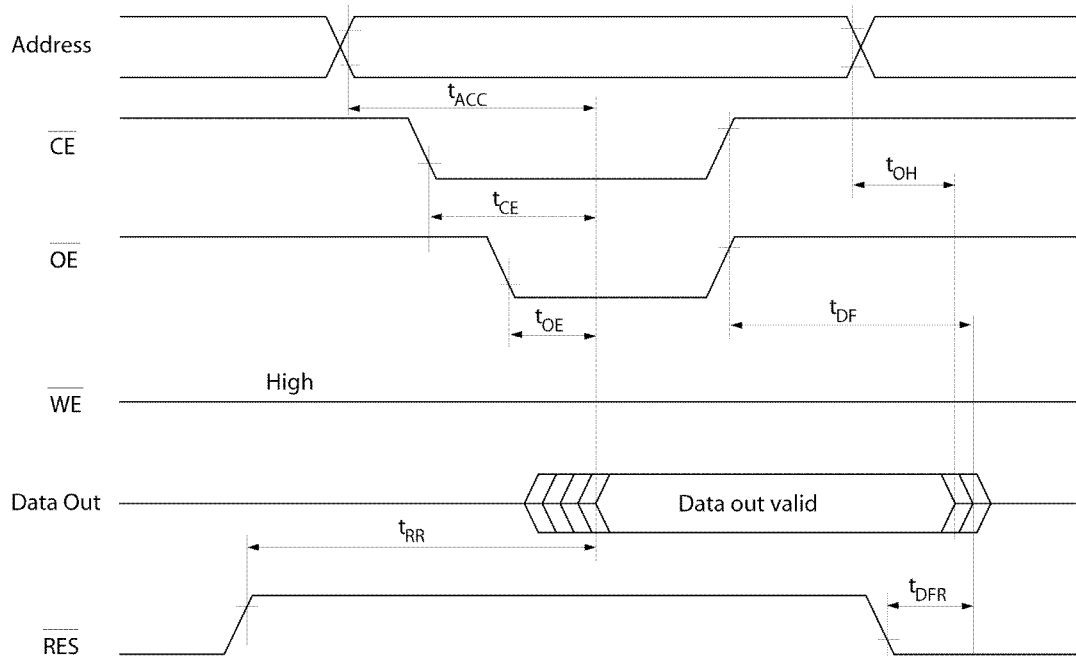 Address
tACC
CE
tOH
tCE
OE
tDF
tOE
High
WE
Data Out
Data out valid
tRR
tDFR
RES